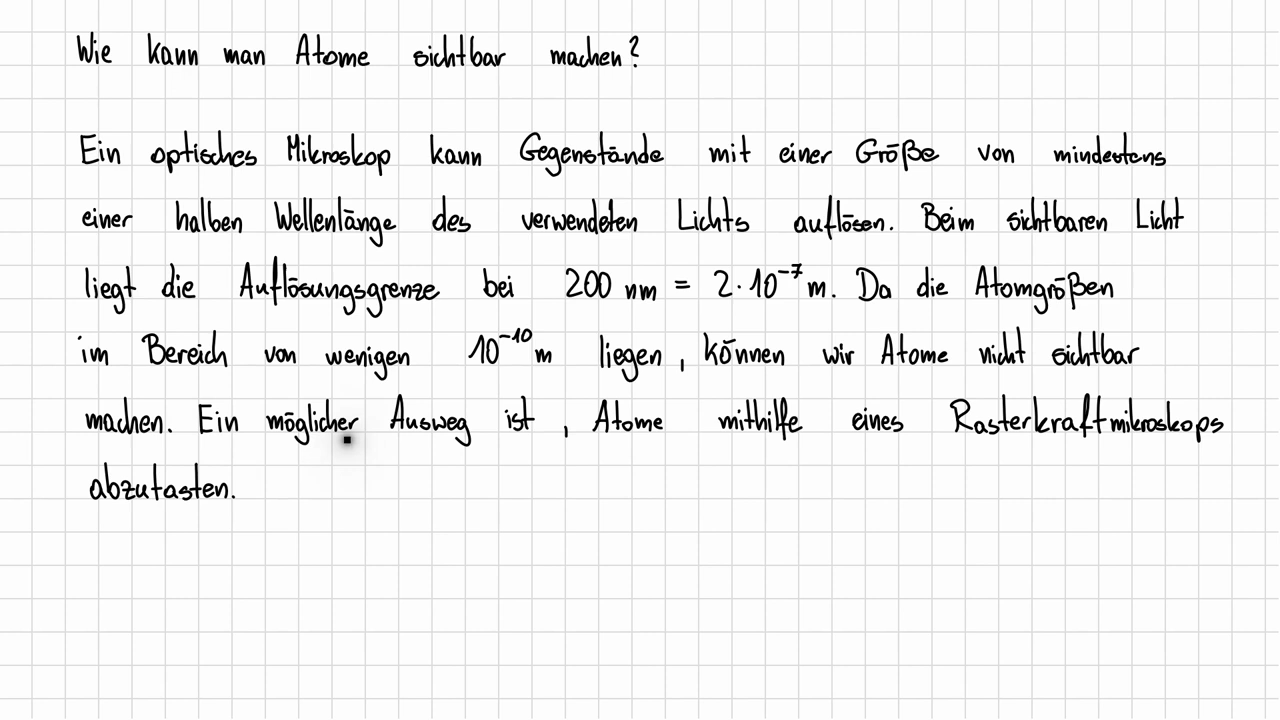 Wie kann man Atome sichtbar machen?
Ein optisches Mikroskop kann Gegenstände mit einer Größe von mindestens
einer halben Wellenlänge des verwendeten Lichts auflösen. Beim sichtbaren Licht
liegt die Auflösungsgrenze bei 200 nm = 2·10⁻⁷ m. Da die Atomgrößen
im Bereich von wenigen 10⁻¹⁰ m liegen, können wir Atome nicht sichtbar
machen. Ein möglicher Ausweg ist, Atome mithilfe eines Rasterkraftmikroskops
abzutasten.